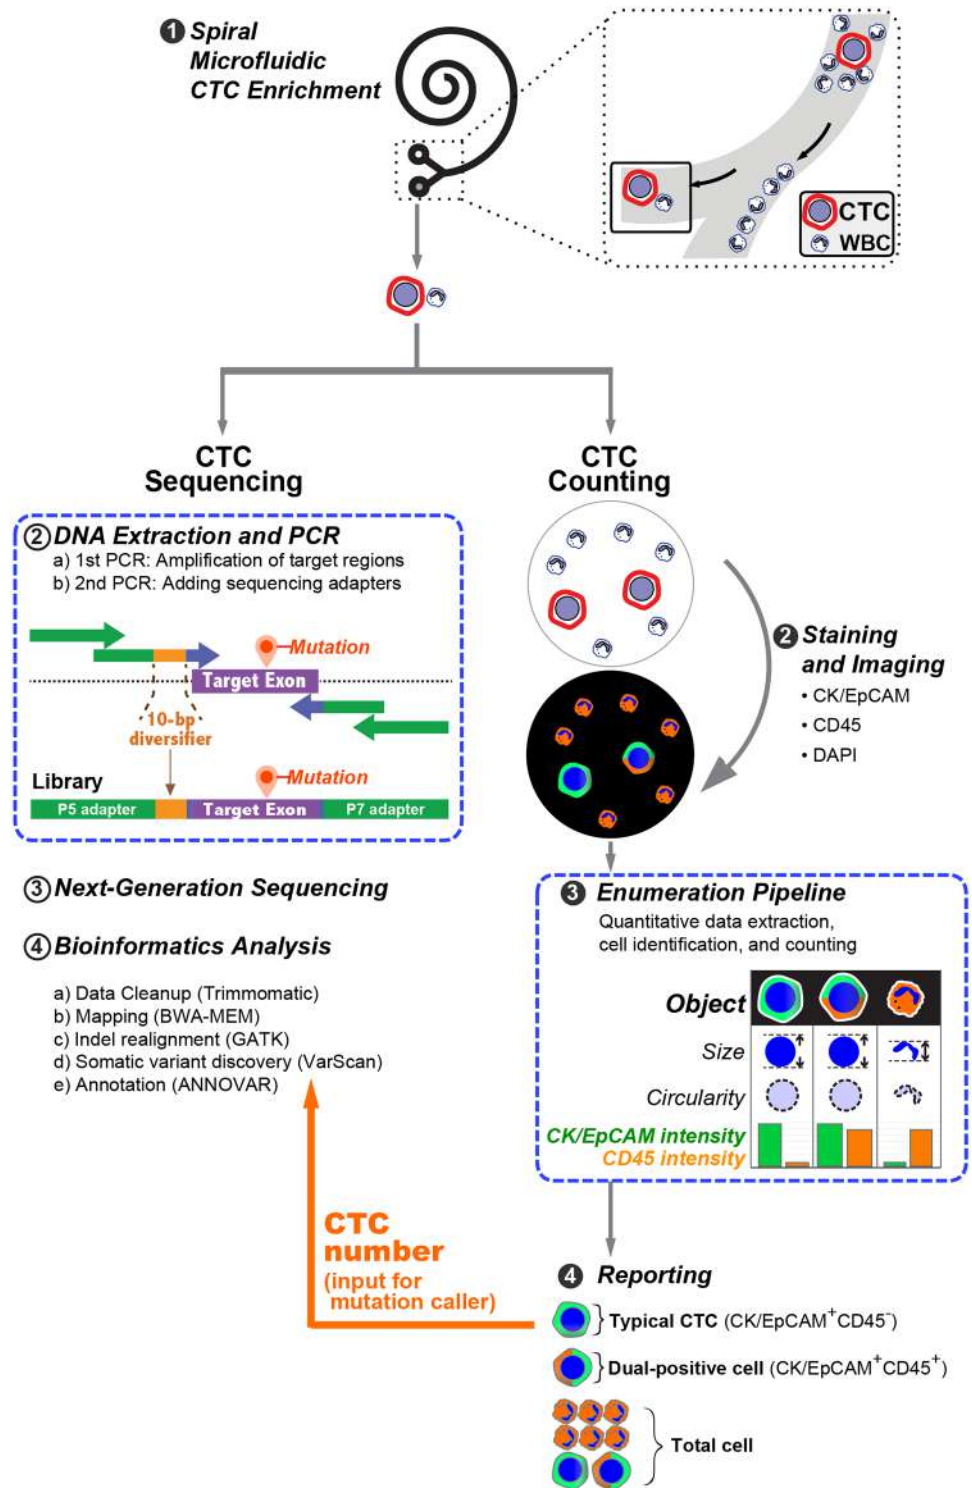 1 Spiral
Microfluidic
CTC Enrichment
CTC
WBC
CTC
Sequencing
CTC
Counting
2 DNA Extraction and PCR
a) 1st PCR: Amplification of target regions
b) 2nd PCR: Adding sequencing adapters
Mutation
Target Exon
10-bp
diversifier
Library
Mutation
P5 adapter
Target Exon
P7 adapter
2 Staining
and Imaging
• CK/EpCAM
• CD45
• DAPI
3 Next-Generation Sequencing
4 Bioinformatics Analysis
a) Data Cleanup (Trimmomatic)
b) Mapping (BWA-MEM)
c) Indel realignment (GATK)
d) Somatic variant discovery (VarScan)
e) Annotation (ANNOVAR)
3 Enumeration Pipeline
Quantitative data extraction,
cell identification, and counting
Object
Size
Circularity
CK/EpCAM intensity
CD45 intensity
CTC
number
(input for
mutation caller)
4 Reporting
Typical CTC (CK/EpCAM⁺CD45⁻)
Dual-positive cell (CK/EpCAM⁺CD45⁺)
Total cell